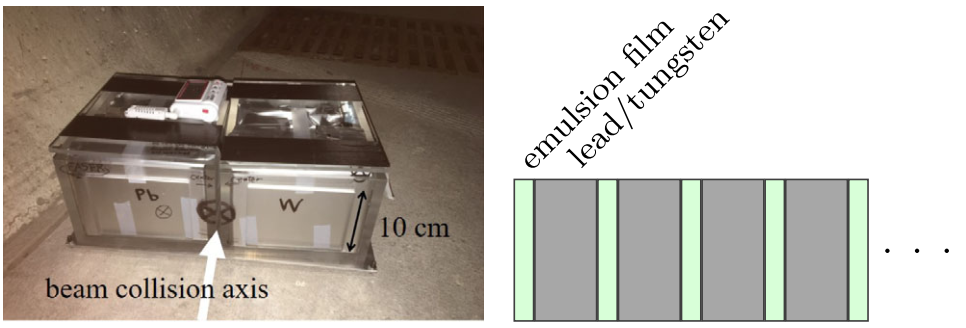 Pb
W
10 cm
beam collision axis
emulsion film
lead/tungsten
. . .